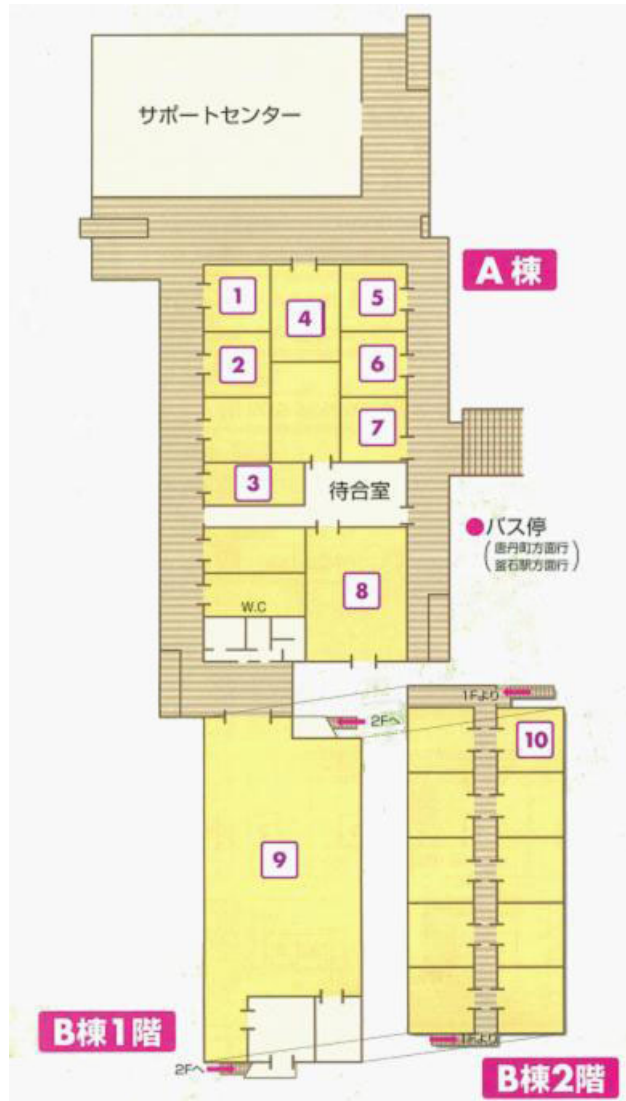 サポートセンター
A棟
1
4
5
2
6
7
3
待合室
バス停
(唐丹町方面行
釜石駅方面行)
8
W.C
1Fより
2Fへ
10
9
B棟1階
1Fより
2Fへ
B棟2階